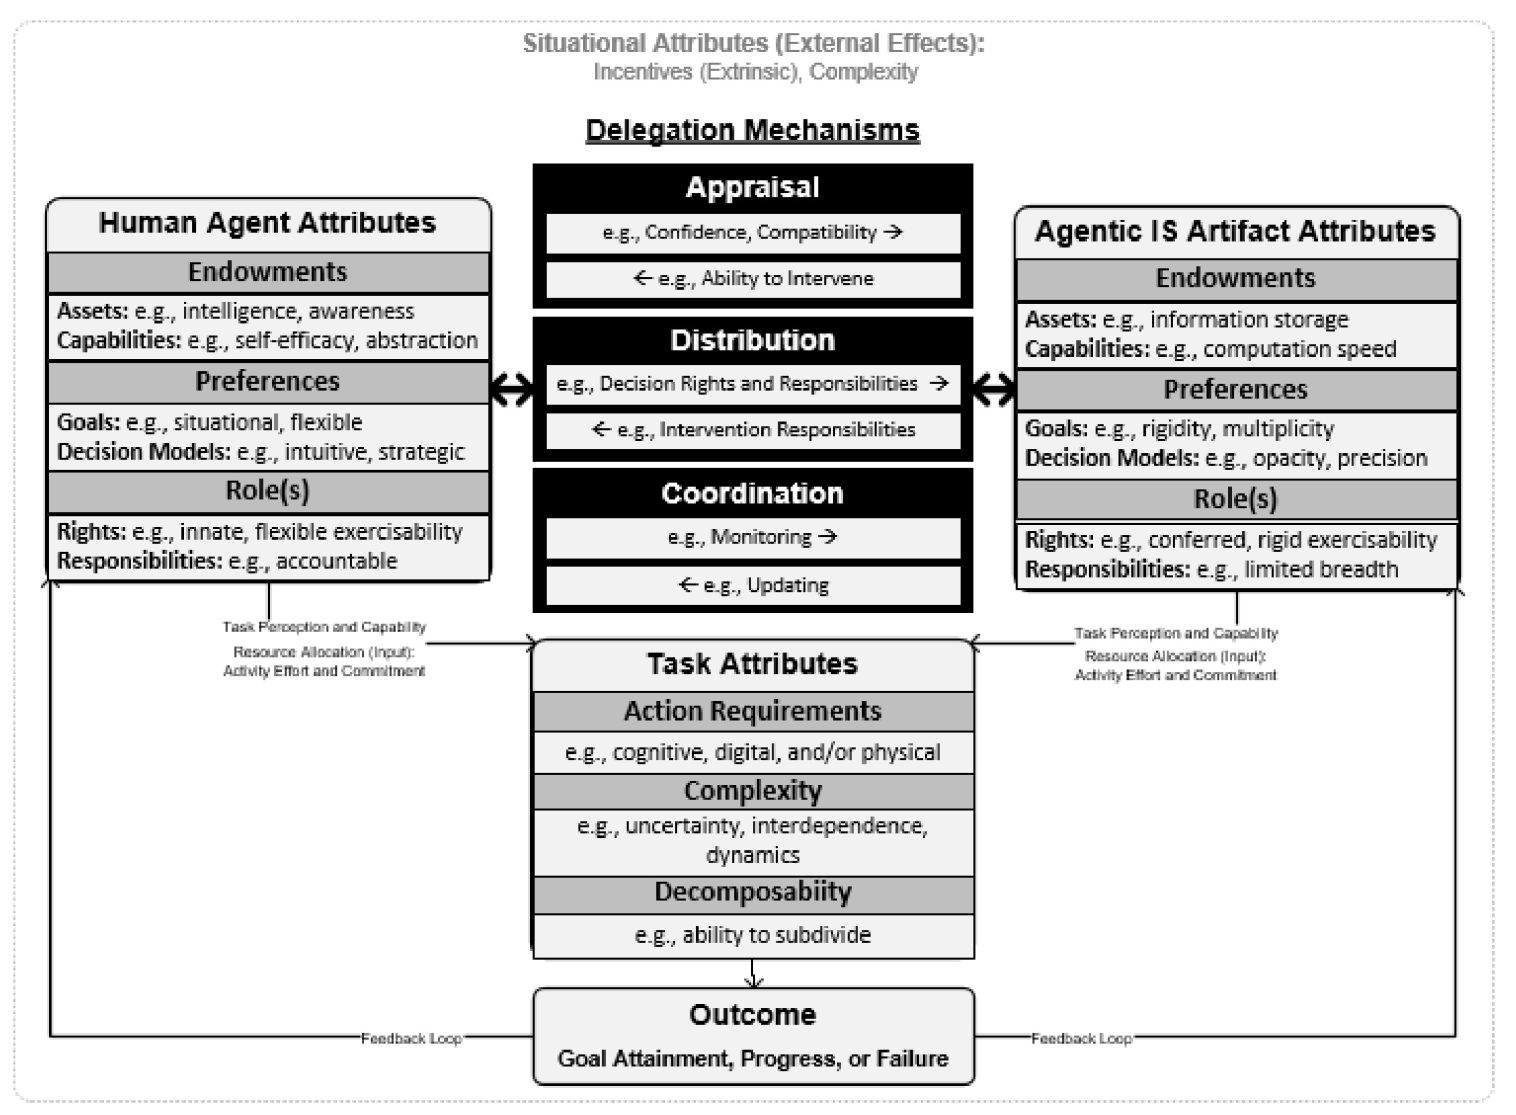 Situational Attributes (External Effects):
Incentives (Extrinsic), Complexity
Delegation Mechanisms
Appraisal
e.g., Confidence, Compatibility →
← e.g., Ability to Intervene
Distribution
e.g., Decision Rights and Responsibilities →
← e.g., Intervention Responsibilities
Coordination
e.g., Monitoring →
← e.g., Updating
Human Agent Attributes
Endowments
Assets: e.g., intelligence, awareness
Capabilities: e.g., self-efficacy, abstraction
Preferences
Goals: e.g., situational, flexible
Decision Models: e.g., intuitive, strategic
Role(s)
Rights: e.g., innate, flexible exercisability
Responsibilities: e.g., accountable
Agentic IS Artifact Attributes
Endowments
Assets: e.g., information storage
Capabilities: e.g., computation speed
Preferences
Goals: e.g., rigidity, multiplicity
Decision Models: e.g., opacity, precision
Role(s)
Rights: e.g., conferred, rigid exercisability
Responsibilities: e.g., limited breadth
Task Perception and Capability
Resource Allocation (Input):
Activity Effort and Commitment
Task Perception and Capability
Resource Allocation (Input):
Activity Effort and Commitment
Task Attributes
Action Requirements
e.g., cognitive, digital, and/or physical
Complexity
e.g., uncertainty, interdependence,
dynamics
Decomposabiity
e.g., ability to subdivide
Outcome
Goal Attainment, Progress, or Failure
Feedback Loop
Feedback Loop